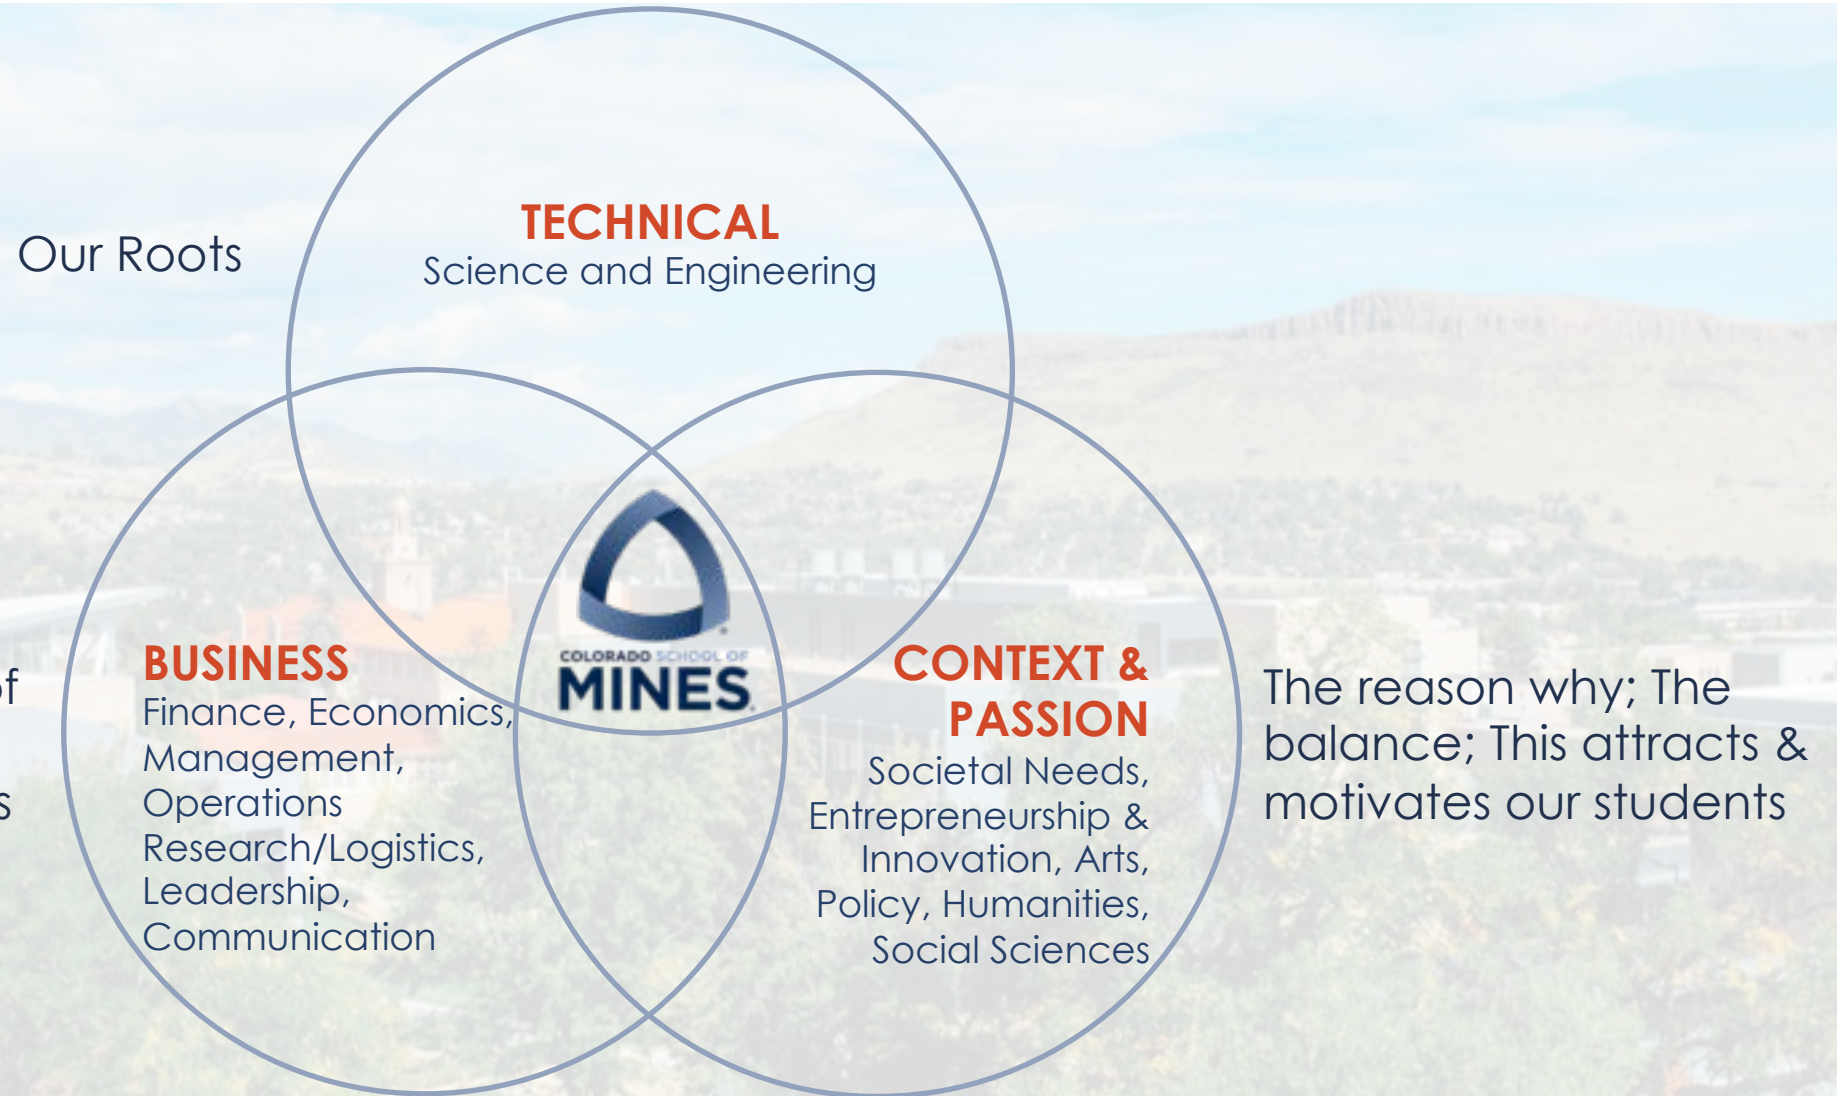 TECHNICAL
Our Roots
Science and Engineering
COLORADO SCHOOL OF
MINES
BUSINESS
Finance, Economics,
Management,
Operations
Research/Logistics,
Leadership,
Communication
CONTEXT &
PASSION
Societal Needs,
Entrepreneurship &
Innovation, Arts,
Policy, Humanities,
Social Sciences
The reason why; The
balance; This attracts &
motivates our students